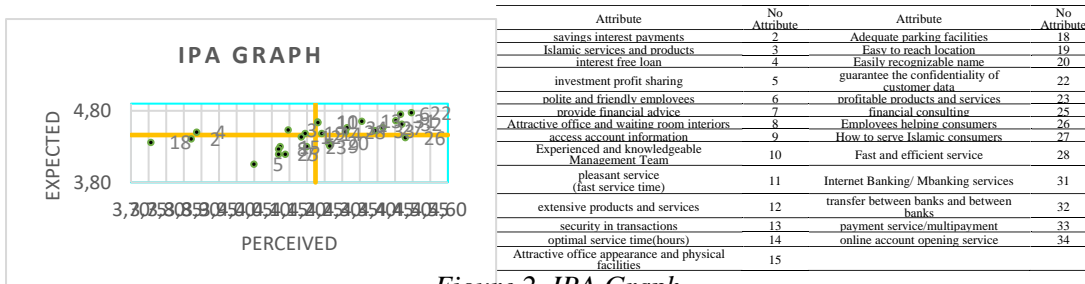 IPA GRAPH
EXPECTED
4,80
3,80
18
4
2
5
20
26
22
PERCEIVED
Attribute No Attribute Attribute No Attribute
savings interest payments 2 Adequate parking facilities 18
Islamic services and products 3 Easy to reach location 19
interest free loan 4 Easily recognizable name 20
investment profit sharing 5 guarantee the confidentiality of customer data 22
polite and friendly employees 6 profitable products and services 23
provide financial advice 7 financial consulting 25
Attractive office and waiting room interiors 8 Employees helping consumers 26
access account information 9 How to serve Islamic consumers 27
Experienced and knowledgeable Management Team 10 Fast and efficient service 28
pleasant service (fast service time) 11 Internet Banking/ Mbanking services 31
extensive products and services 12 transfer between banks and between banks 32
security in transactions 13 payment service/multipayment 33
optimal service time(hours) 14 online account opening service 34
Attractive office appearance and physical facilities 15
Figure 2. IPA Graph